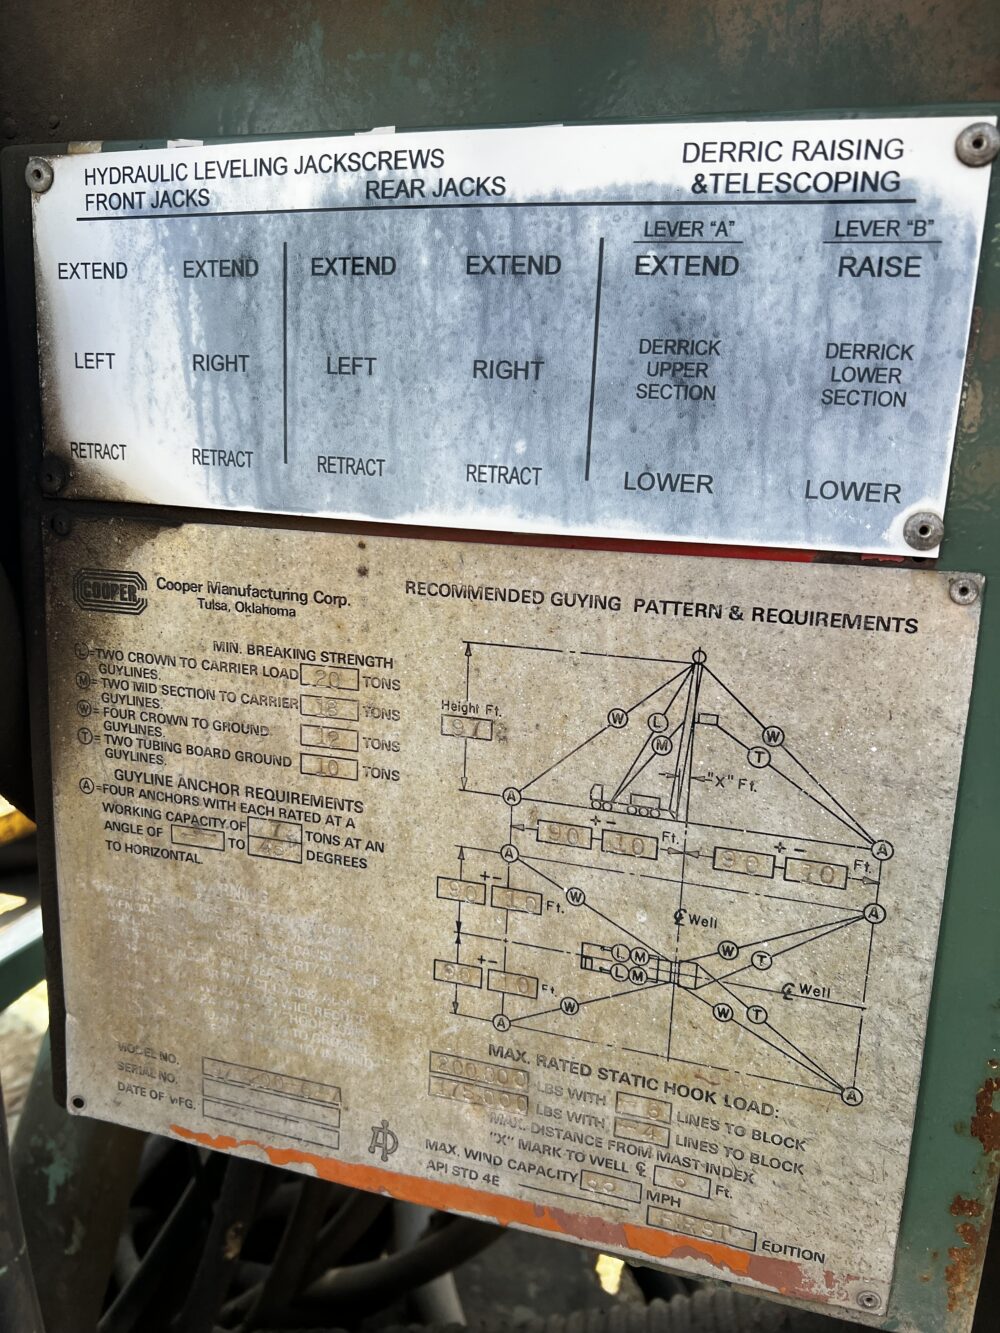 HYDRAULIC LEVELING JACKSCREWS
FRONT JACKS
REAR JACKS
DERRIC RAISING
&TELESCOPING
LEVER "A"
LEVER "B"
EXTEND EXTEND EXTEND EXTEND EXTEND RAISE
LEFT RIGHT LEFT RIGHT
DERRICK
UPPER
SECTION
DERRICK
LOWER
SECTION
RETRACT RETRACT RETRACT RETRACT LOWER LOWER
COOPER
Cooper Manufacturing Corp.
Tulsa, Oklahoma
MIN. BREAKING STRENGTH
L =TWO CROWN TO CARRIER LOAD 20 TONS
GUYLINES.
M =TWO MID SECTION TO CARRIER 18 TONS
GUYLINES.
W =FOUR CROWN TO GROUND 12 TONS
GUYLINES.
T =TWO TUBING BOARD GROUND 10 TONS
GUYLINES.
GUYLINE ANCHOR REQUIREMENTS
A =FOUR ANCHORS WITH EACH RATED AT A
WORKING CAPACITY OF 7 TONS AT AN
ANGLE OF TO 45 DEGREES
TO HORIZONTAL
WARNING
MODEL NO.
SERIAL NO.
DATE OF MFG.
RECOMMENDED GUYING PATTERN & REQUIREMENTS
Height Ft.
97
W L M W T
"X" Ft.
A A
90 +- 10 Ft. 90 +- 10 Ft.
A A
90 +- 10 Ft.
W
℄ Well
L M
L M
W T
90 +- Ft.
℄ Well
W T
A W A
MAX. RATED STATIC HOOK LOAD:
200,000 LBS WITH 6 LINES TO BLOCK
175,000 LBS WITH 4 LINES TO BLOCK
MAX. DISTANCE FROM MAST INDEX
"X" MARK TO WELL ℄ Ft.
MAX. WIND CAPACITY MPH
API STD 4E FIRST EDITION